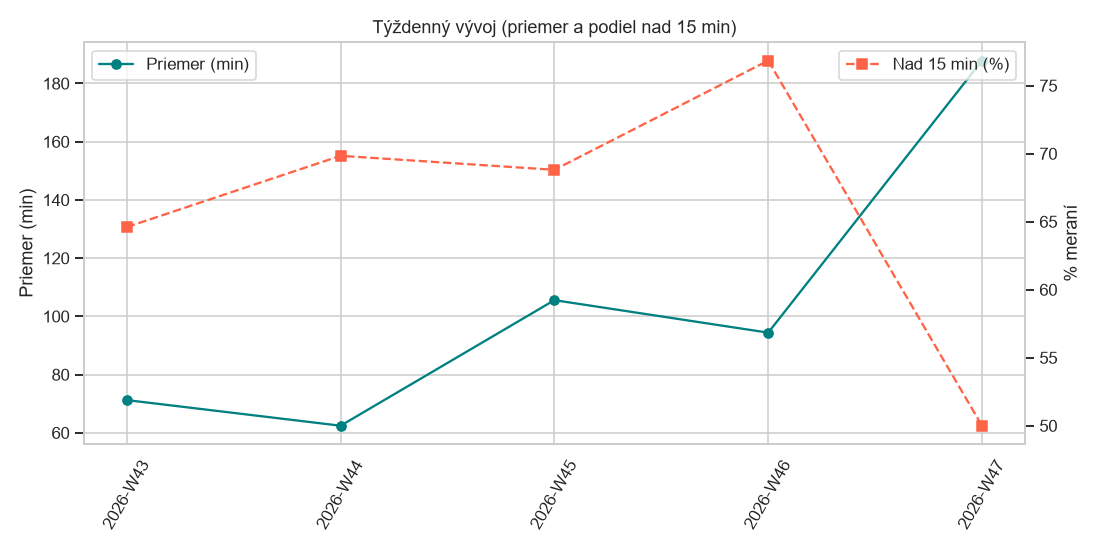 Týždenný vývoj (priemer a podiel nad 15 min)
Priemer (min)
Nad 15 min (%)
180
160
140
120
100
80
60
Priemer (min)
75
70
65
60
55
50
% meraní
2026-W43
2026-W44
2026-W45
2026-W46
2026-W47